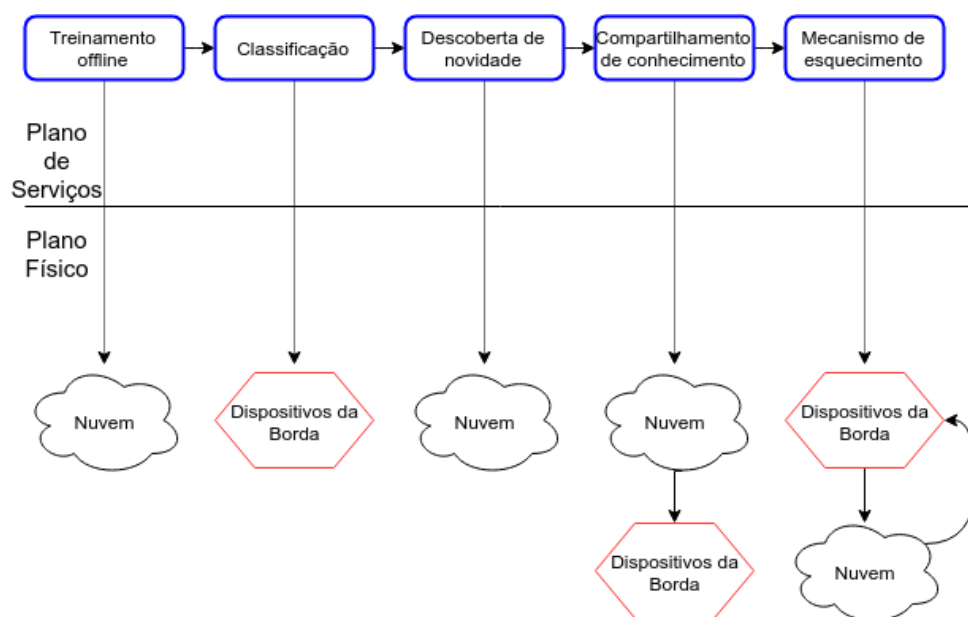 Treinamento
offline
Classificação
Descoberta de
novidade
Compartilhamento
de conhecimento
Mecanismo de
esquecimento
Plano
de
Serviços
Plano
Físico
Nuvem
Dispositivos da
Borda
Nuvem
Nuvem
Dispositivos da
Borda
Dispositivos da
Borda
Nuvem